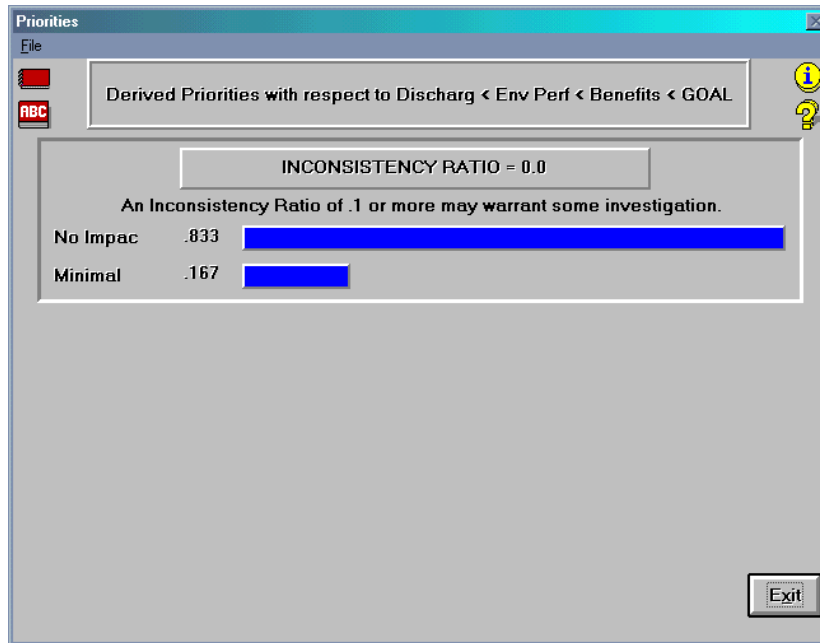 Priorities
File
ABC
Derived Priorities with respect to Discharg < Env Perf < Benefits < GOAL
i
?
INCONSISTENCY RATIO = 0.0
An Inconsistency Ratio of .1 or more may warrant some investigation.
No Impac .833
Minimal .167
Exit